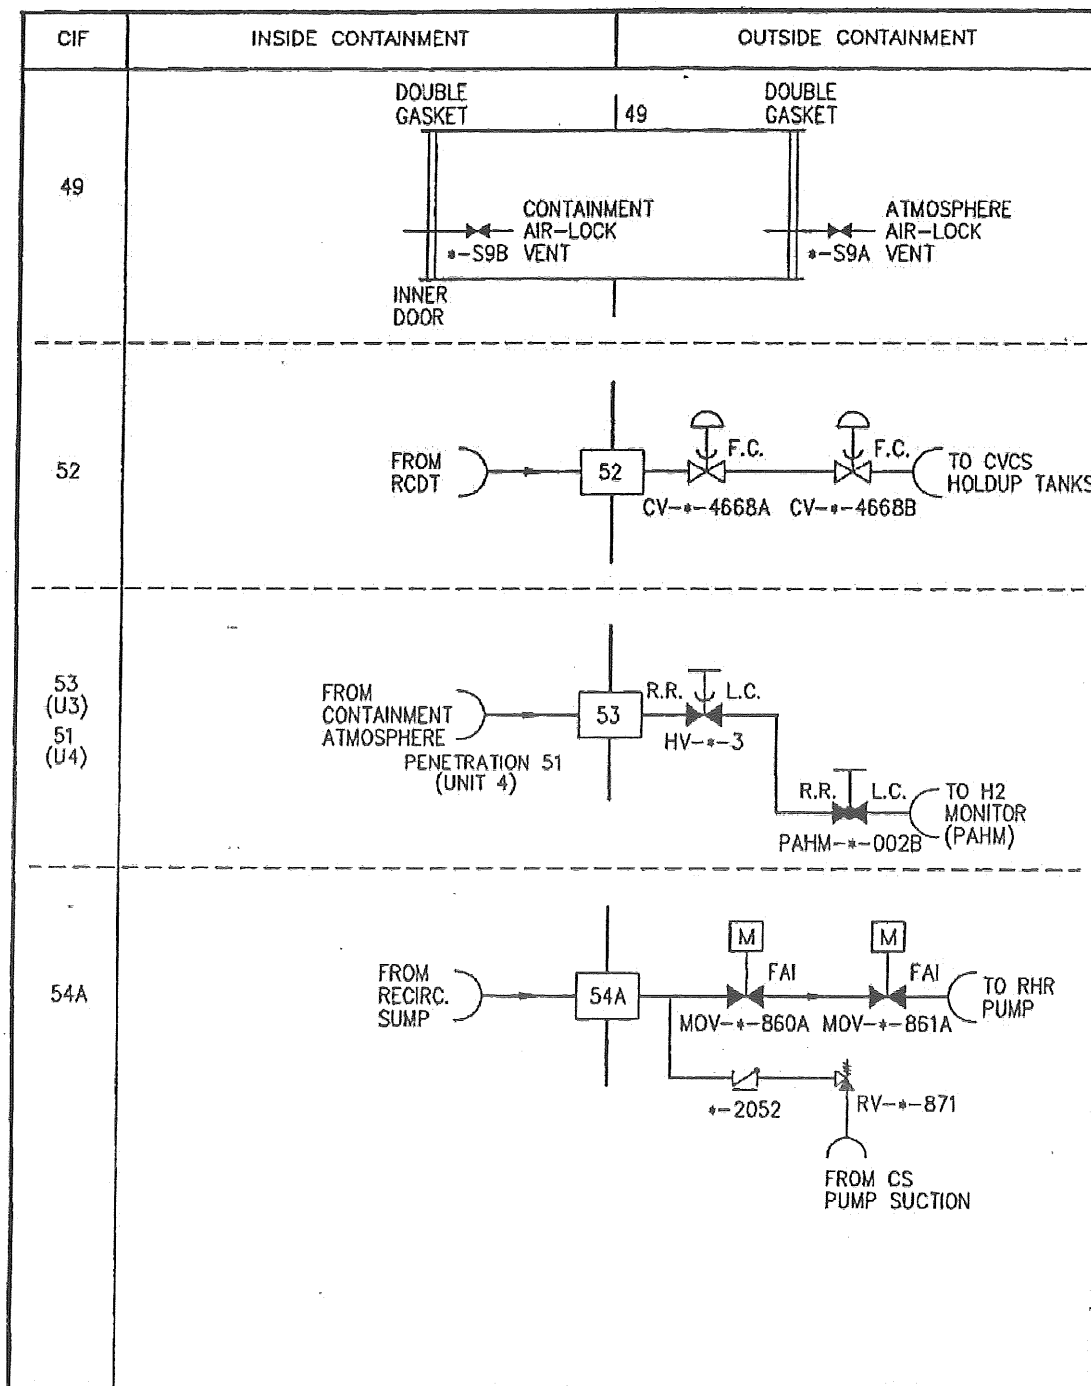 CIF
INSIDE CONTAINMENT
OUTSIDE CONTAINMENT
49
DOUBLE
GASKET
49
DOUBLE
GASKET
CONTAINMENT
AIR-LOCK
VENT
*-S9B
ATMOSPHERE
AIR-LOCK
VENT
*-S9A
INNER
DOOR
52
FROM
RCDT
52
F.C.
F.C.
CV-*-4668A
CV-*-4668B
TO CVCS
HOLDUP TANKS
53
(U3)
51
(U4)
FROM
CONTAINMENT
ATMOSPHERE
PENETRATION 51
(UNIT 4)
53
R.R.
L.C.
HV-*-3
R.R.
L.C.
PAHM-*-002B
TO H2
MONITOR
(PAHM)
54A
FROM
RECIRC.
SUMP
54A
M
FAI
MOV-*-860A
M
FAI
MOV-*-861A
TO RHR
PUMP
*-2052
RV-*-871
FROM CS
PUMP SUCTION